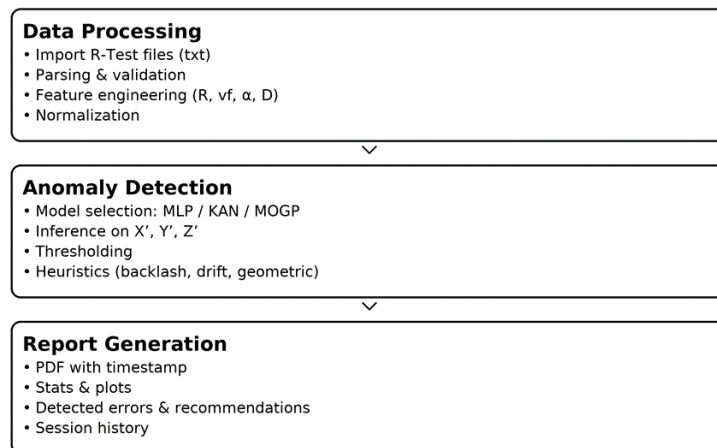 Data Processing
• Import R-Test files (txt)
• Parsing & validation
• Feature engineering (R, vf, α, D)
• Normalization
Anomaly Detection
• Model selection: MLP / KAN / MOGP
• Inference on X’, Y’, Z’
• Thresholding
• Heuristics (backlash, drift, geometric)
Report Generation
• PDF with timestamp
• Stats & plots
• Detected errors & recommendations
• Session history